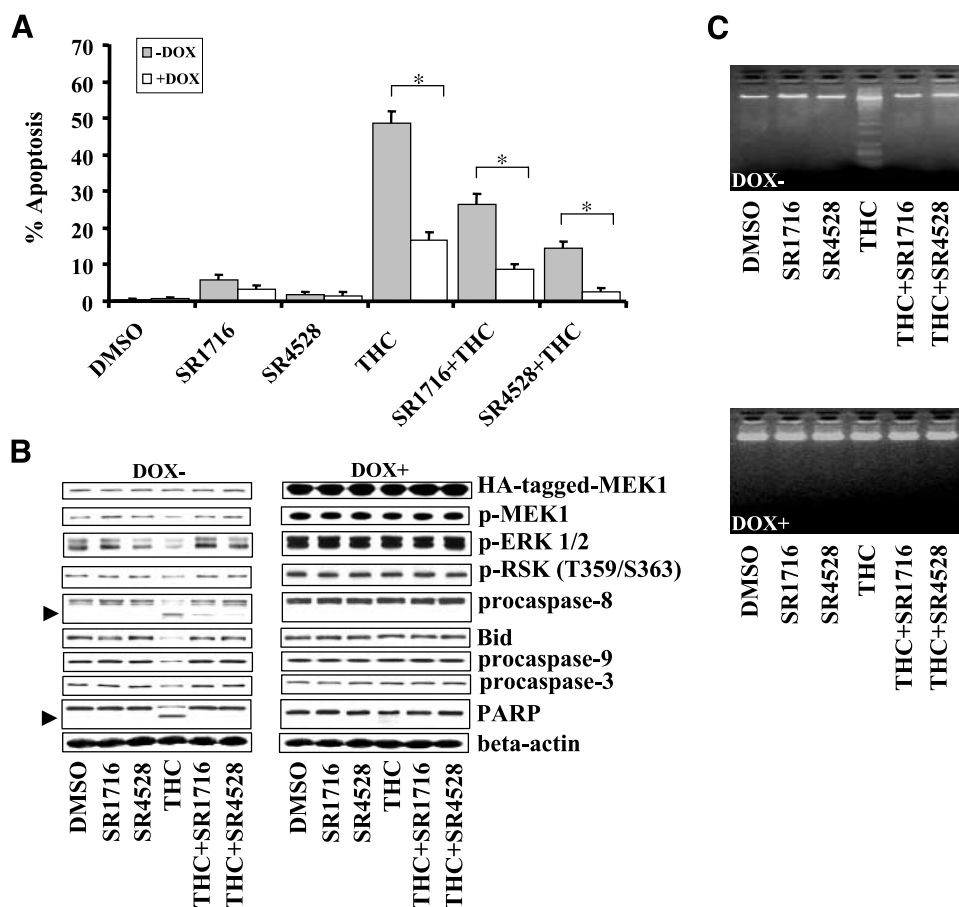 A
70
60
50
40
30
20
10
0
% Apoptosis
-DOX
+DOX
*
*
*
DMSO
SR1716
SR4528
THC
SR1716+THC
SR4528+THC
B
DOX-
DOX+
HA-tagged-MEK1
p-MEK1
p-ERK 1/2
p-RSK (T359/S363)
procaspase-8
Bid
procaspase-9
procaspase-3
PARP
beta-actin
DMSO
SR1716
SR4528
THC
THC+SR1716
THC+SR4528
DMSO
SR1716
SR4528
THC
THC+SR1716
THC+SR4528
C
DOX-
DMSO
SR1716
SR4528
THC
THC+SR1716
THC+SR4528
DOX+
DMSO
SR1716
SR4528
THC
THC+SR1716
THC+SR4528